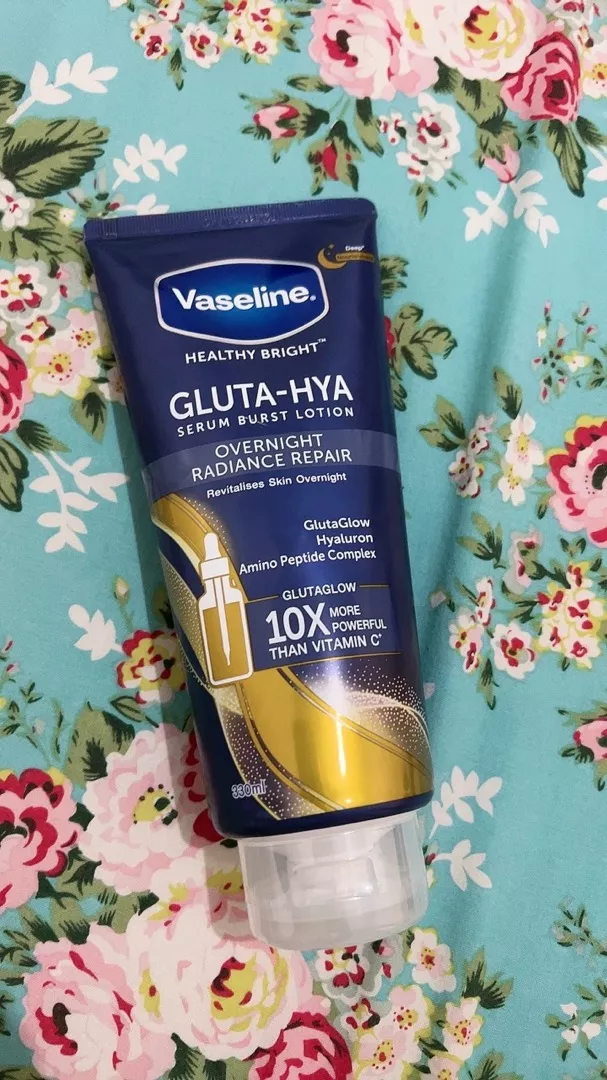 Deep
Vaseline.
HEALTHY BRIGHT™
GLUTA-HYA
SERUM BURST LOTION
OVERNIGHT
RADIANCE REPAIR
Revitalises Skin Overnight
GlutaGlow
Hyaluron
Amino Peptide Complex
GLUTAGLOW
10X MORE POWERFUL
THAN VITAMIN C*
330ml